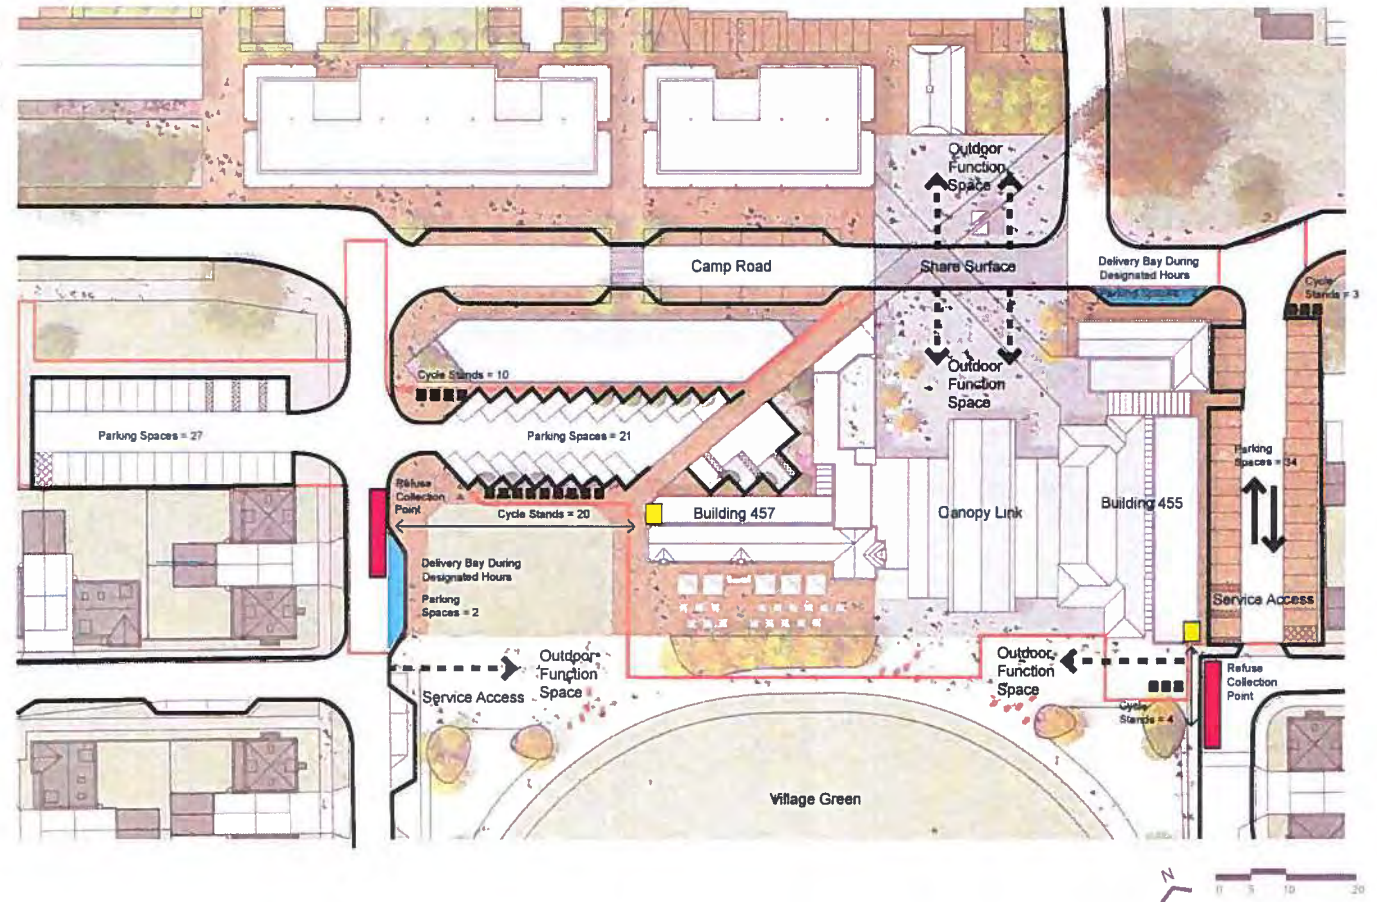 Outdoor
Function
Space
Camp Road
Share Surface
Delivery Bay During
Designated Hours
Parking Spaces
Cycle
Stands = 3
Outdoor
Function
Space
Cycle Stands = 10
Parking Spaces = 27
Parking Spaces = 21
Parking
Spaces = 34
Refuse
Collection
Point
Cycle Stands = 20
Building 457
Canopy Link
Building 455
Delivery Bay During
Designated Hours
Parking
Spaces = 2
Service Access
Outdoor
Function
Space
Service Access
Outdoor
Function
Space
Refuse
Collection
Point
Cycle
Stands = 4
Village Green
N
0 5 10 20